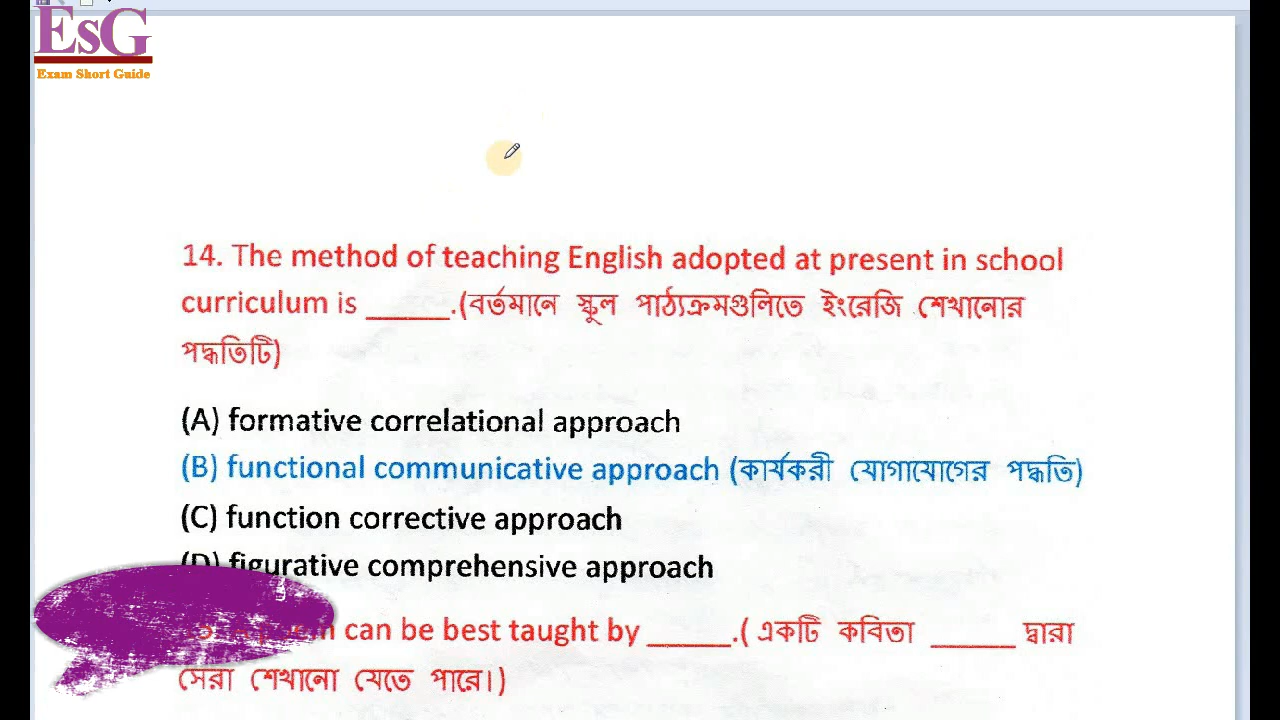 EsG
Exam Short Guide
14. The method of teaching English adopted at present in school
curriculum is ______.(বর্তমানে স্কুল পাঠ্যক্রমগুলিতে ইংরেজি শেখানোর
পদ্ধতিটি)
(A) formative correlational approach
(B) functional communicative approach (কার্যকরী যোগাযোগের পদ্ধতি)
(C) function corrective approach
(D) figurative comprehensive approach
can be best taught by ______.( একটি কবিতা ______ দ্বারা
সেরা শেখানো যেতে পারে।)